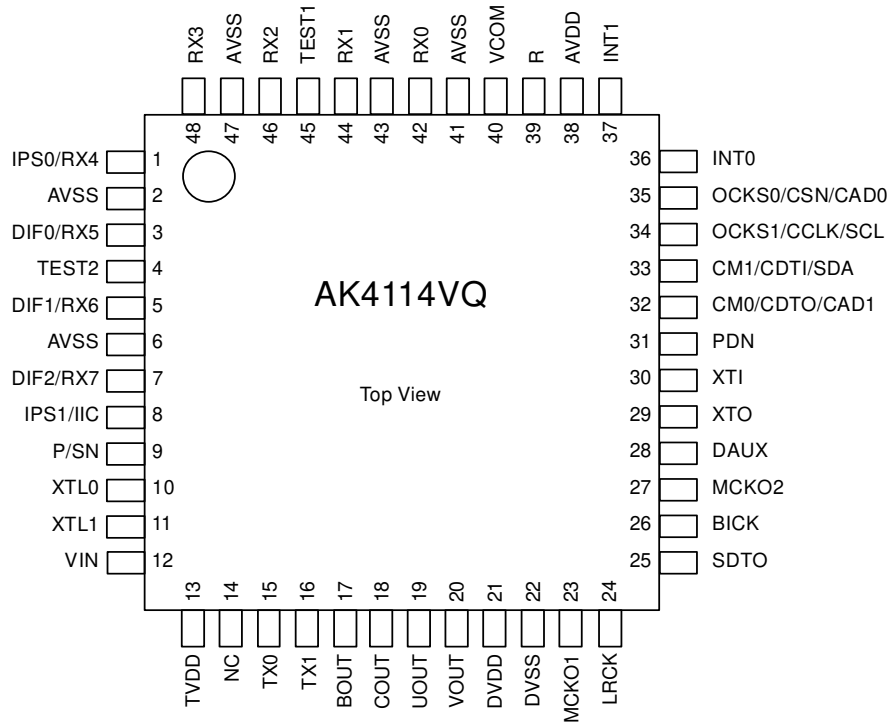 RX3 AVSS RX2 TEST1 RX1 AVSS RX0 AVSS VCOM R AVDD INT1
48 47 46 45 44 43 42 41 40 39 38 37
IPS0/RX4 1 36 INT0
AVSS 2 35 OCKS0/CSN/CAD0
DIF0/RX5 3 34 OCKS1/CCLK/SCL
TEST2 4 33 CM1/CDTI/SDA
DIF1/RX6 5 AK4114VQ 32 CM0/CDTO/CAD1
AVSS 6 31 PDN
DIF2/RX7 7 Top View 30 XTI
IPS1/IIC 8 29 XTO
P/SN 9 28 DAUX
XTL0 10 27 MCKO2
XTL1 11 26 BICK
VIN 12 25 SDTO
13 14 15 16 17 18 19 20 21 22 23 24
TVDD NC TX0 TX1 BOUT COUT UOUT VOUT DVDD DVSS MCKO1 LRCK